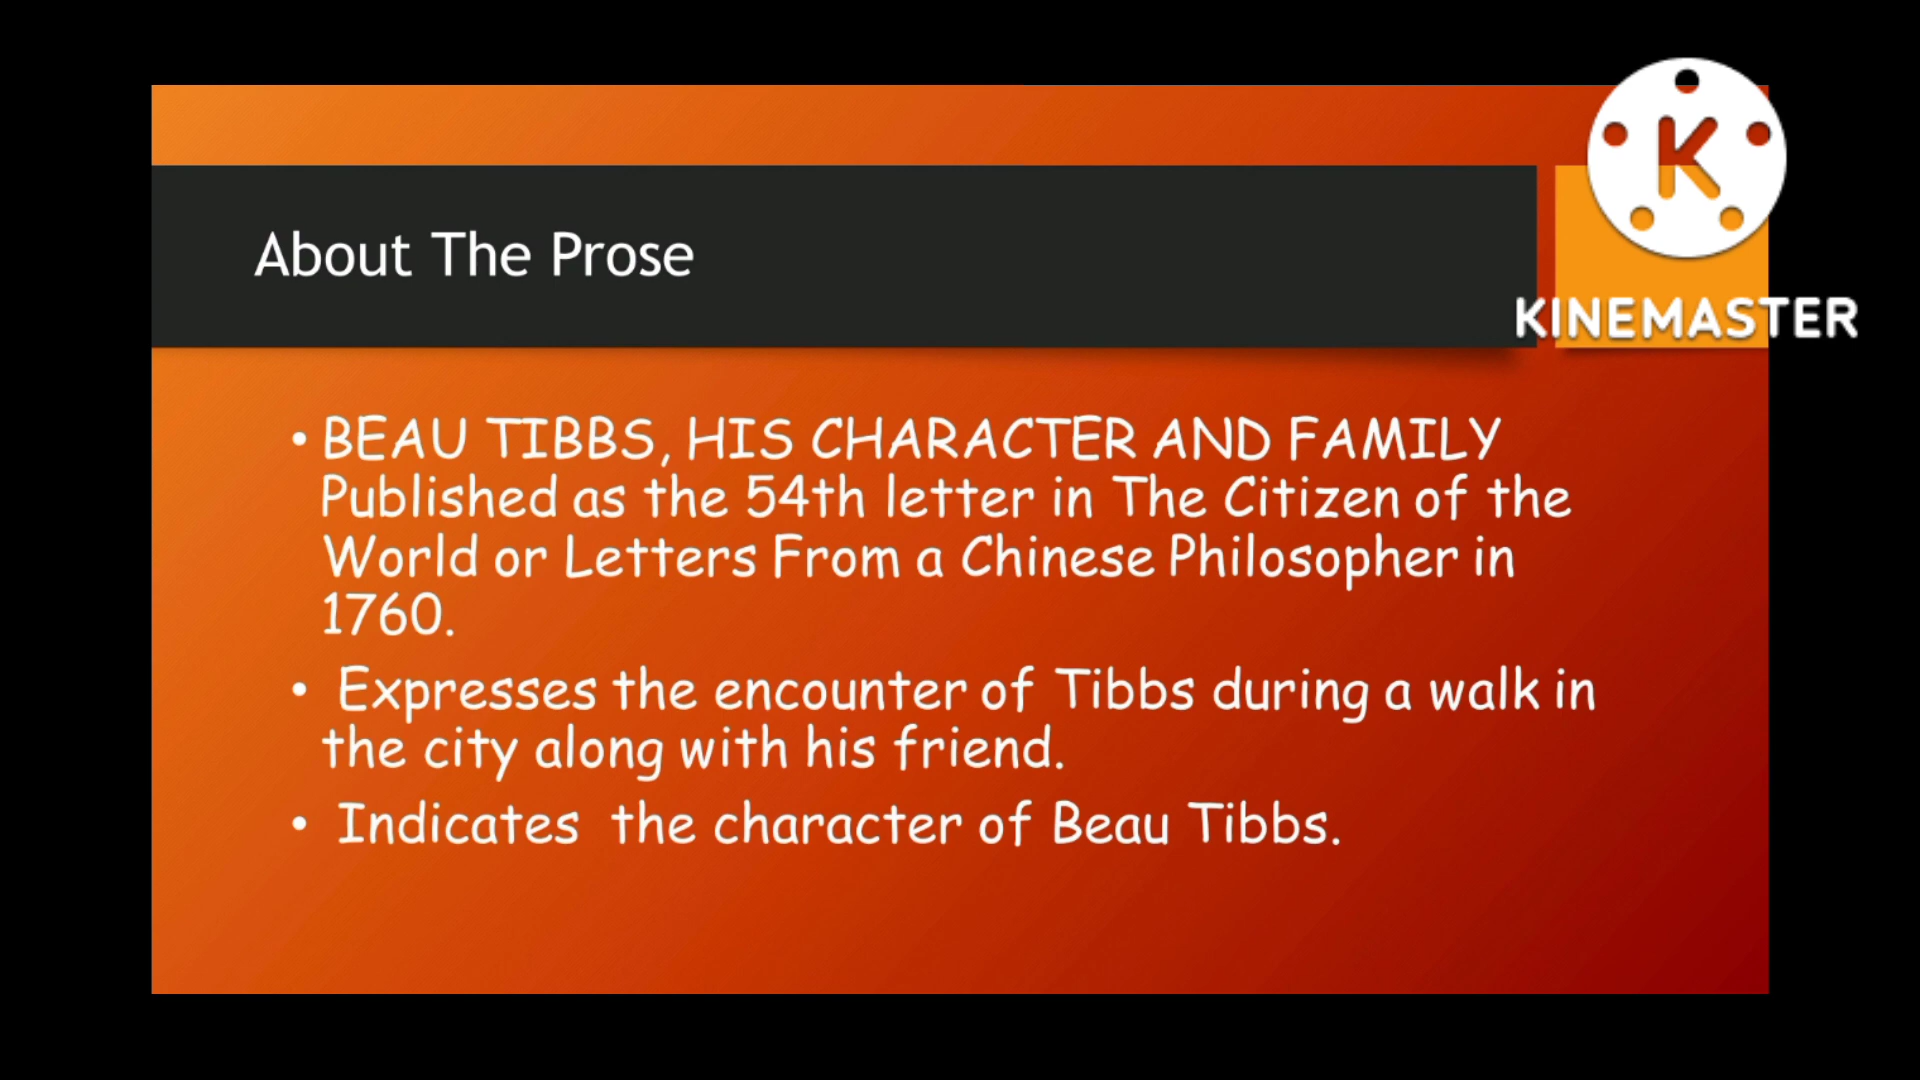 K
KINEMASTER
About The Prose
• BEAU TIBBS, HIS CHARACTER AND FAMILY
Published as the 54th letter in The Citizen of the
World or Letters From a Chinese Philosopher in
1760.
• Expresses the encounter of Tibbs during a walk in
the city along with his friend.
• Indicates the character of Beau Tibbs.